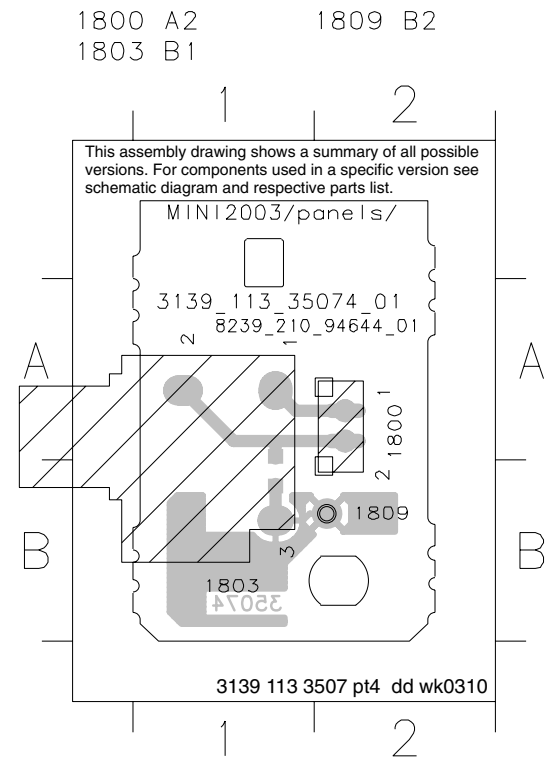 1800 A2 1809 B2
1803 B1
1 2
This assembly drawing shows a summary of all possible
versions. For components used in a specific version see
schematic diagram and respective parts list.
MINI2003/panels/
3139_113_35074_01
8239_210_94644_01
2 1
A A
1
1800
2
1809
B B
3
1803
35074
3139 113 3507 pt4 dd wk0310
1 2